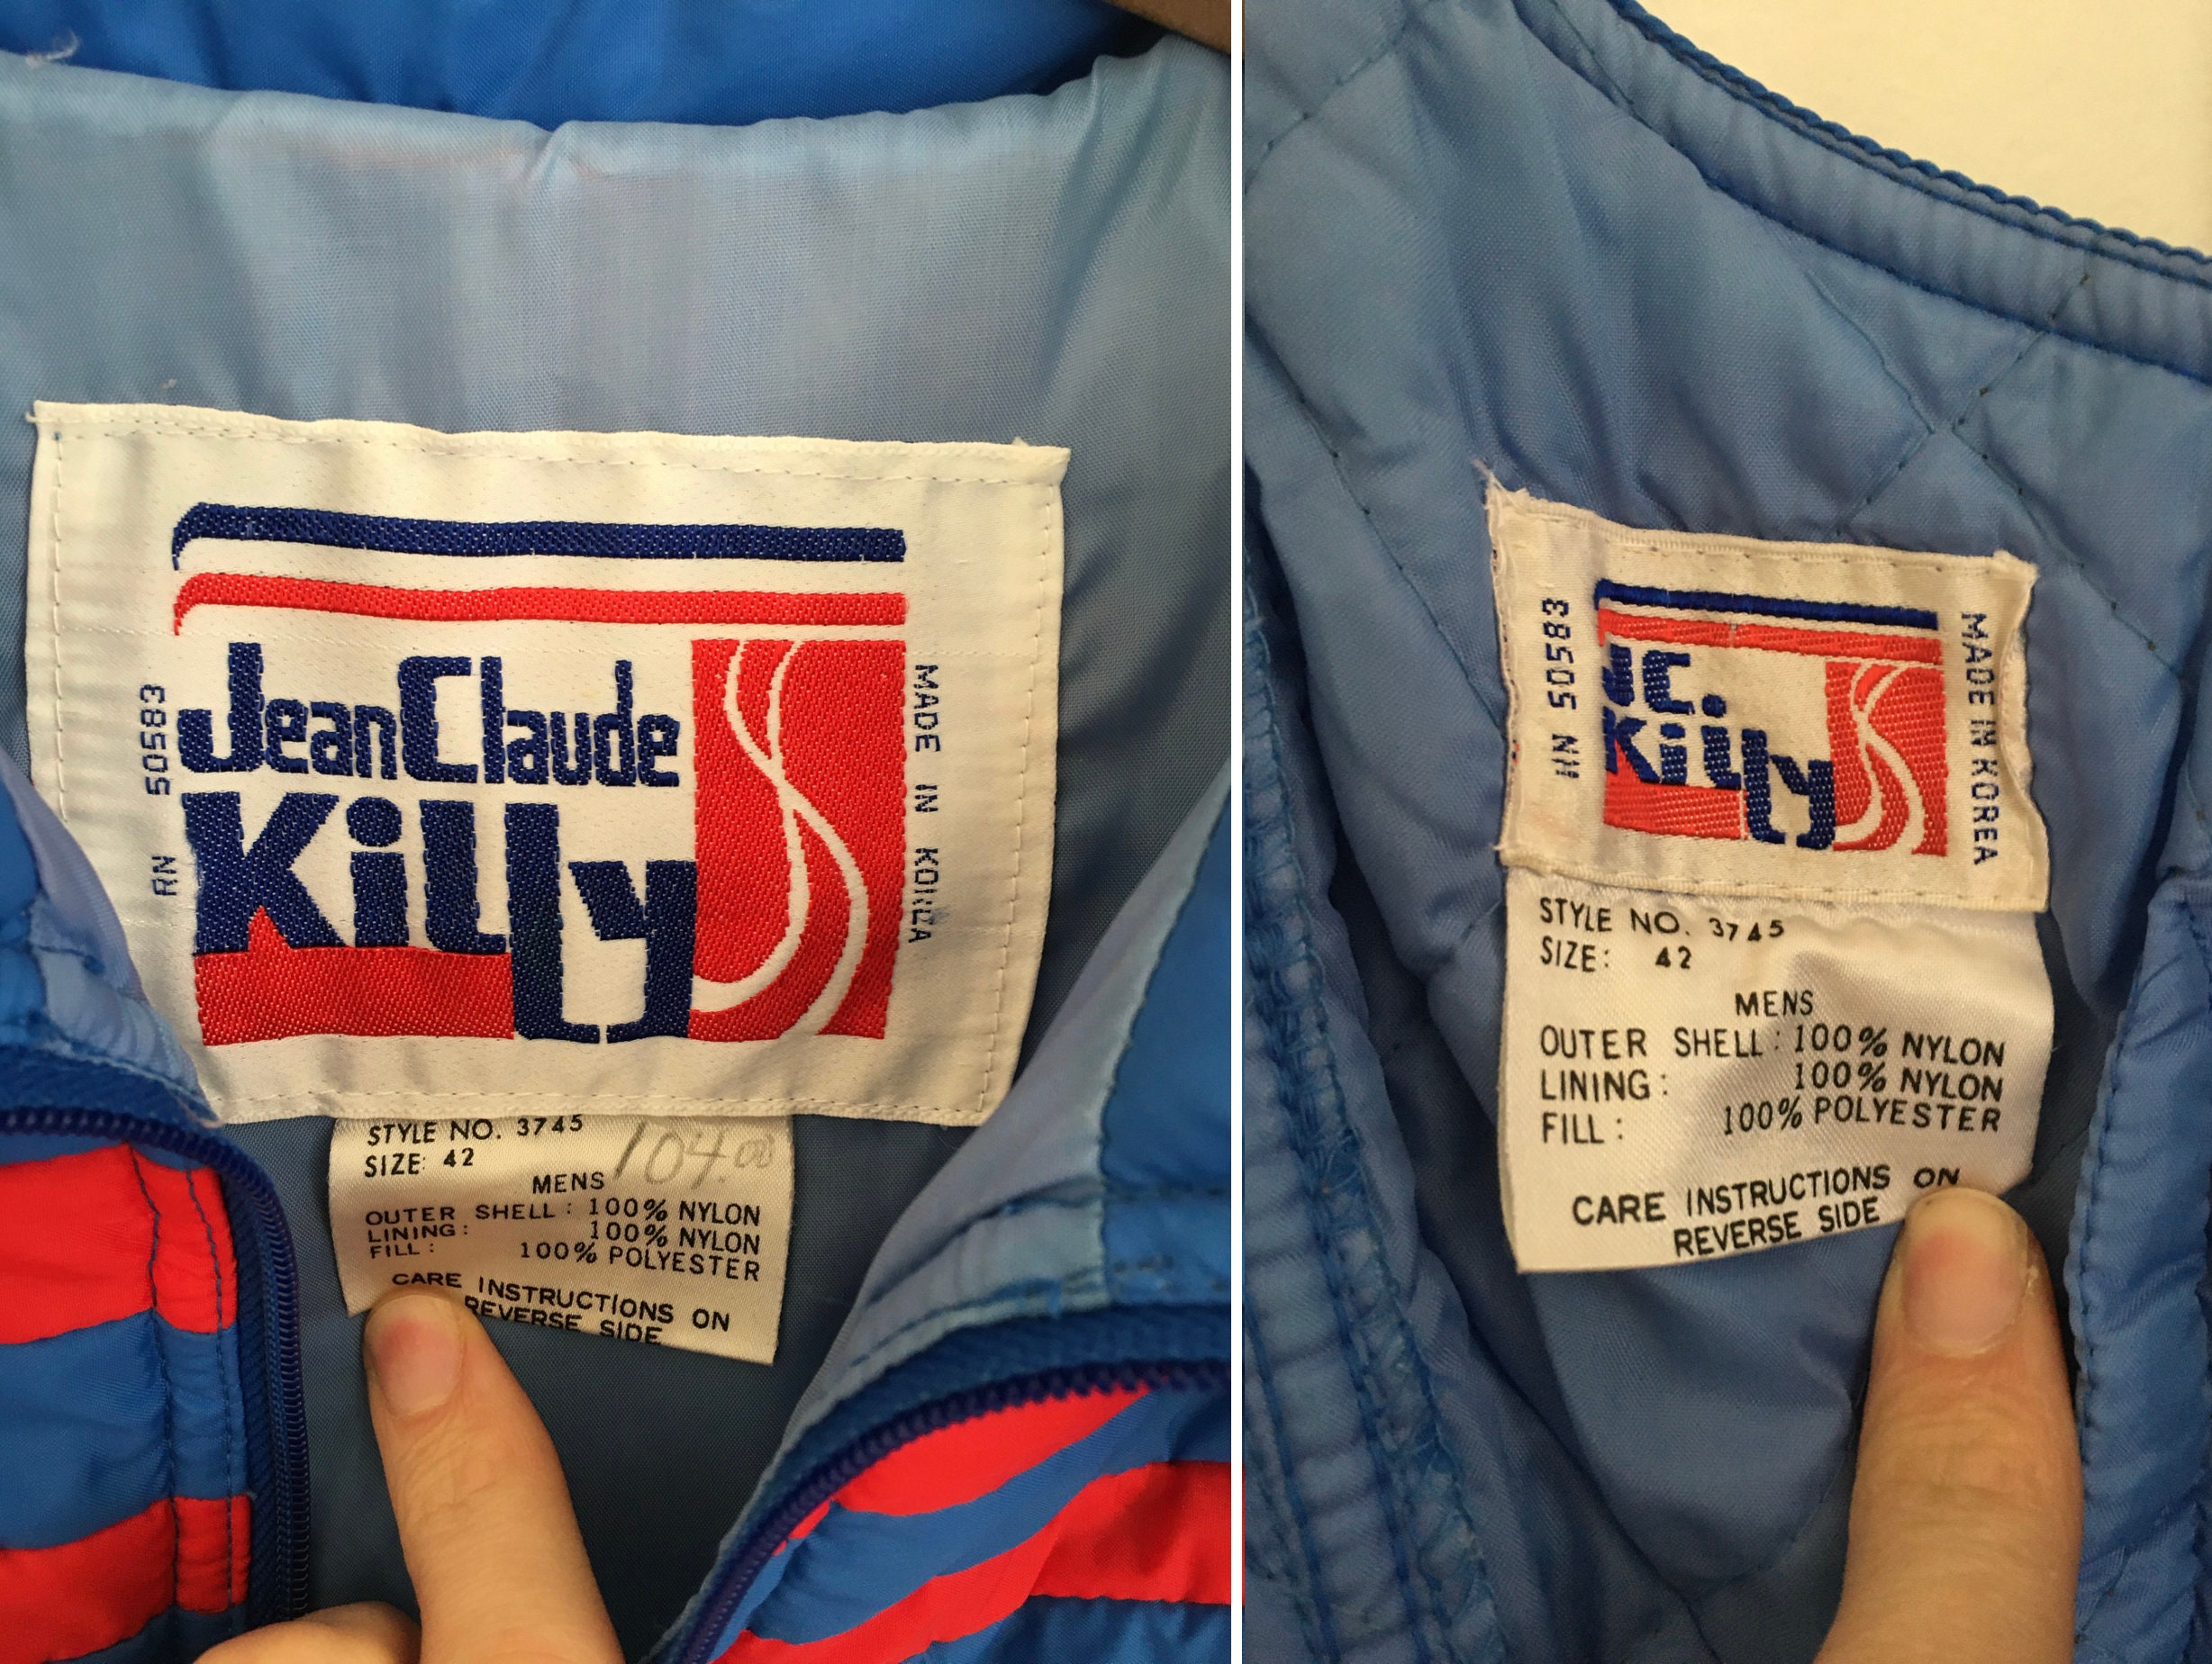 Jean Claude
Killy
RN 50583
MADE IN KOREA
STYLE NO. 3745
104.00
SIZE: 42
MENS
OUTER SHELL: 100% NYLON
LINING: 100% NYLON
FILL: 100% POLYESTER
CARE INSTRUCTIONS ON
REVERSE SIDE
JC.
Killy
RN 50583
MADE IN KOREA
STYLE NO. 3745
SIZE: 42
MENS
OUTER SHELL: 100% NYLON
LINING: 100% NYLON
FILL: 100% POLYESTER
CARE INSTRUCTIONS ON
REVERSE SIDE